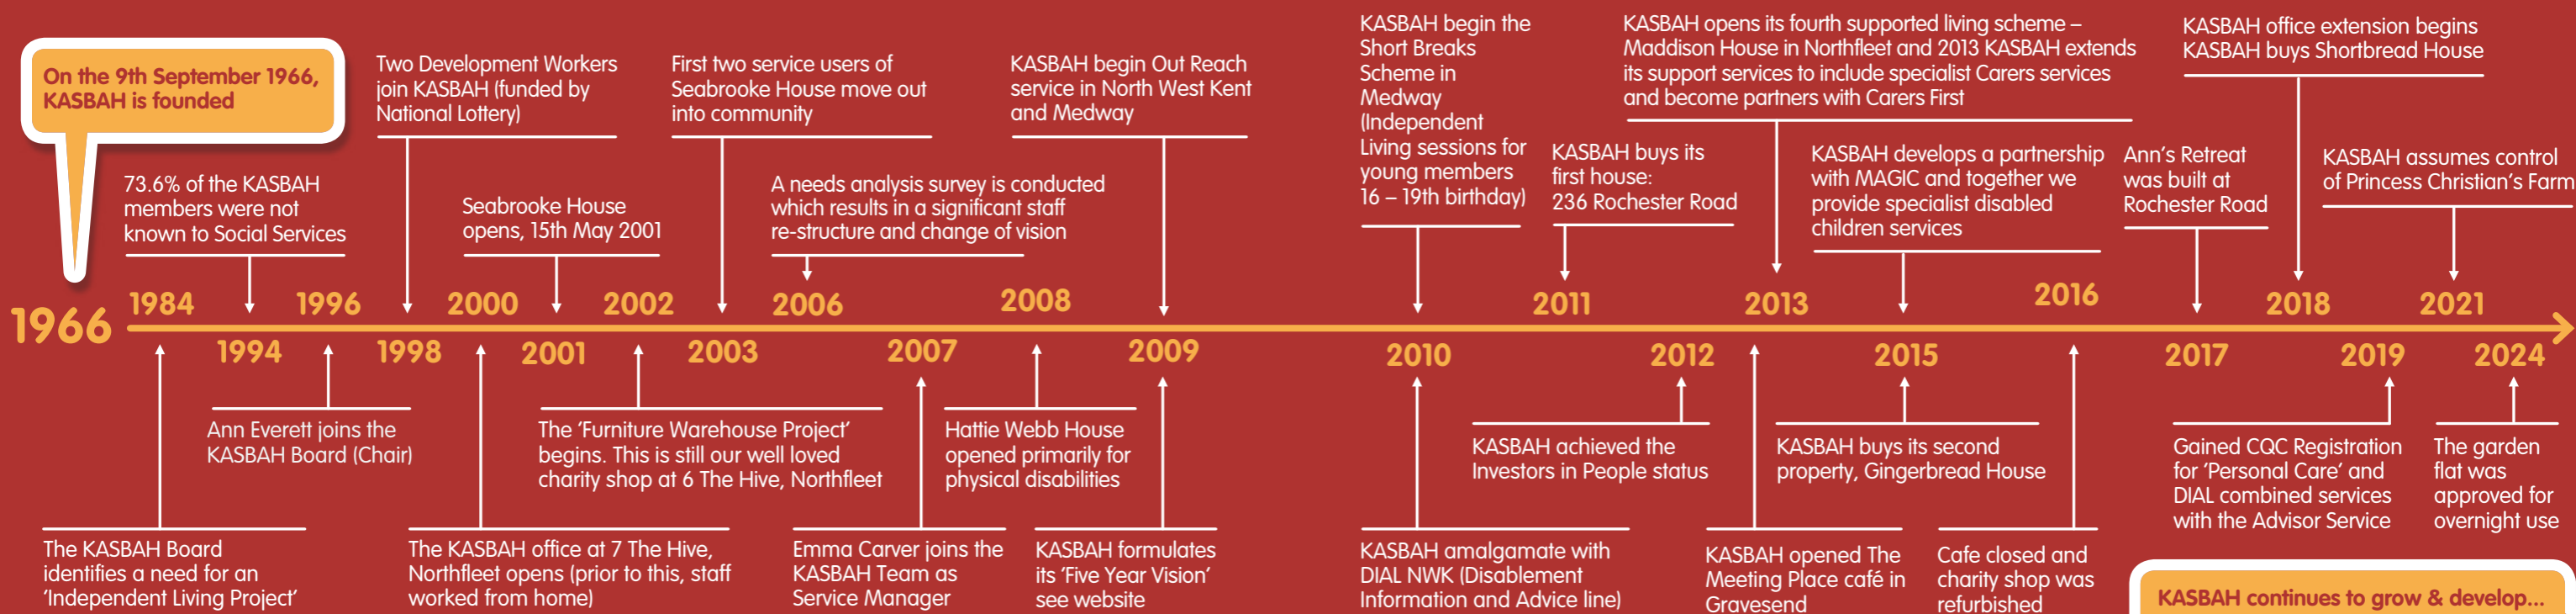 On the 9th September 1966,
KASBAH is founded
73.6% of the KASBAH
members were not
known to Social Services
Two Development Workers
join KASBAH (funded by
National Lottery)
Seabrooke House
opens, 15th May 2001
First two service users of
Seabrooke House move out
into community
A needs analysis survey is conducted
which results in a significant staff
re-structure and change of vision
KASBAH begin Out Reach
service in North West Kent
and Medway
KASBAH begin the
Short Breaks
Scheme in
Medway
(Independent
Living sessions for
young members
16 – 19th birthday)
KASBAH buys its
first house:
236 Rochester Road
KASBAH opens its fourth supported living scheme –
Maddison House in Northfleet and 2013 KASBAH extends
its support services to include specialist Carers services
and become partners with Carers First
KASBAH develops a partnership
with MAGIC and together we
provide specialist disabled
children services
Ann’s Retreat
was built at
Rochester Road
KASBAH office extension begins
KASBAH buys Shortbread House
KASBAH assumes control
of Princess Christian’s Farm
1966
1984
1994
1996
1998
2000
2001
2002
2003
2006
2007
2008
2009
2010
2011
2012
2013
2015
2016
2017
2018
2019
2021
2024
The KASBAH Board
identifies a need for an
‘Independent Living Project’
Ann Everett joins the
KASBAH Board (Chair)
The KASBAH office at 7 The Hive,
Northfleet opens (prior to this, staff
worked from home)
The ‘Furniture Warehouse Project’
begins. This is still our well loved
charity shop at 6 The Hive, Northfleet
Emma Carver joins the
KASBAH Team as
Service Manager
Hattie Webb House
opened primarily for
physical disabilities
KASBAH formulates
its ‘Five Year Vision’
see website
KASBAH amalgamate with
DIAL NWK (Disablement
Information and Advice line)
KASBAH achieved the
Investors in People status
KASBAH opened The
Meeting Place café in
Gravesend
KASBAH buys its second
property, Gingerbread House
Cafe closed and
charity shop was
refurbished
Gained CQC Registration
for ‘Personal Care’ and
DIAL combined services
with the Advisor Service
The garden
flat was
approved for
overnight use
KASBAH continues to grow & develop...